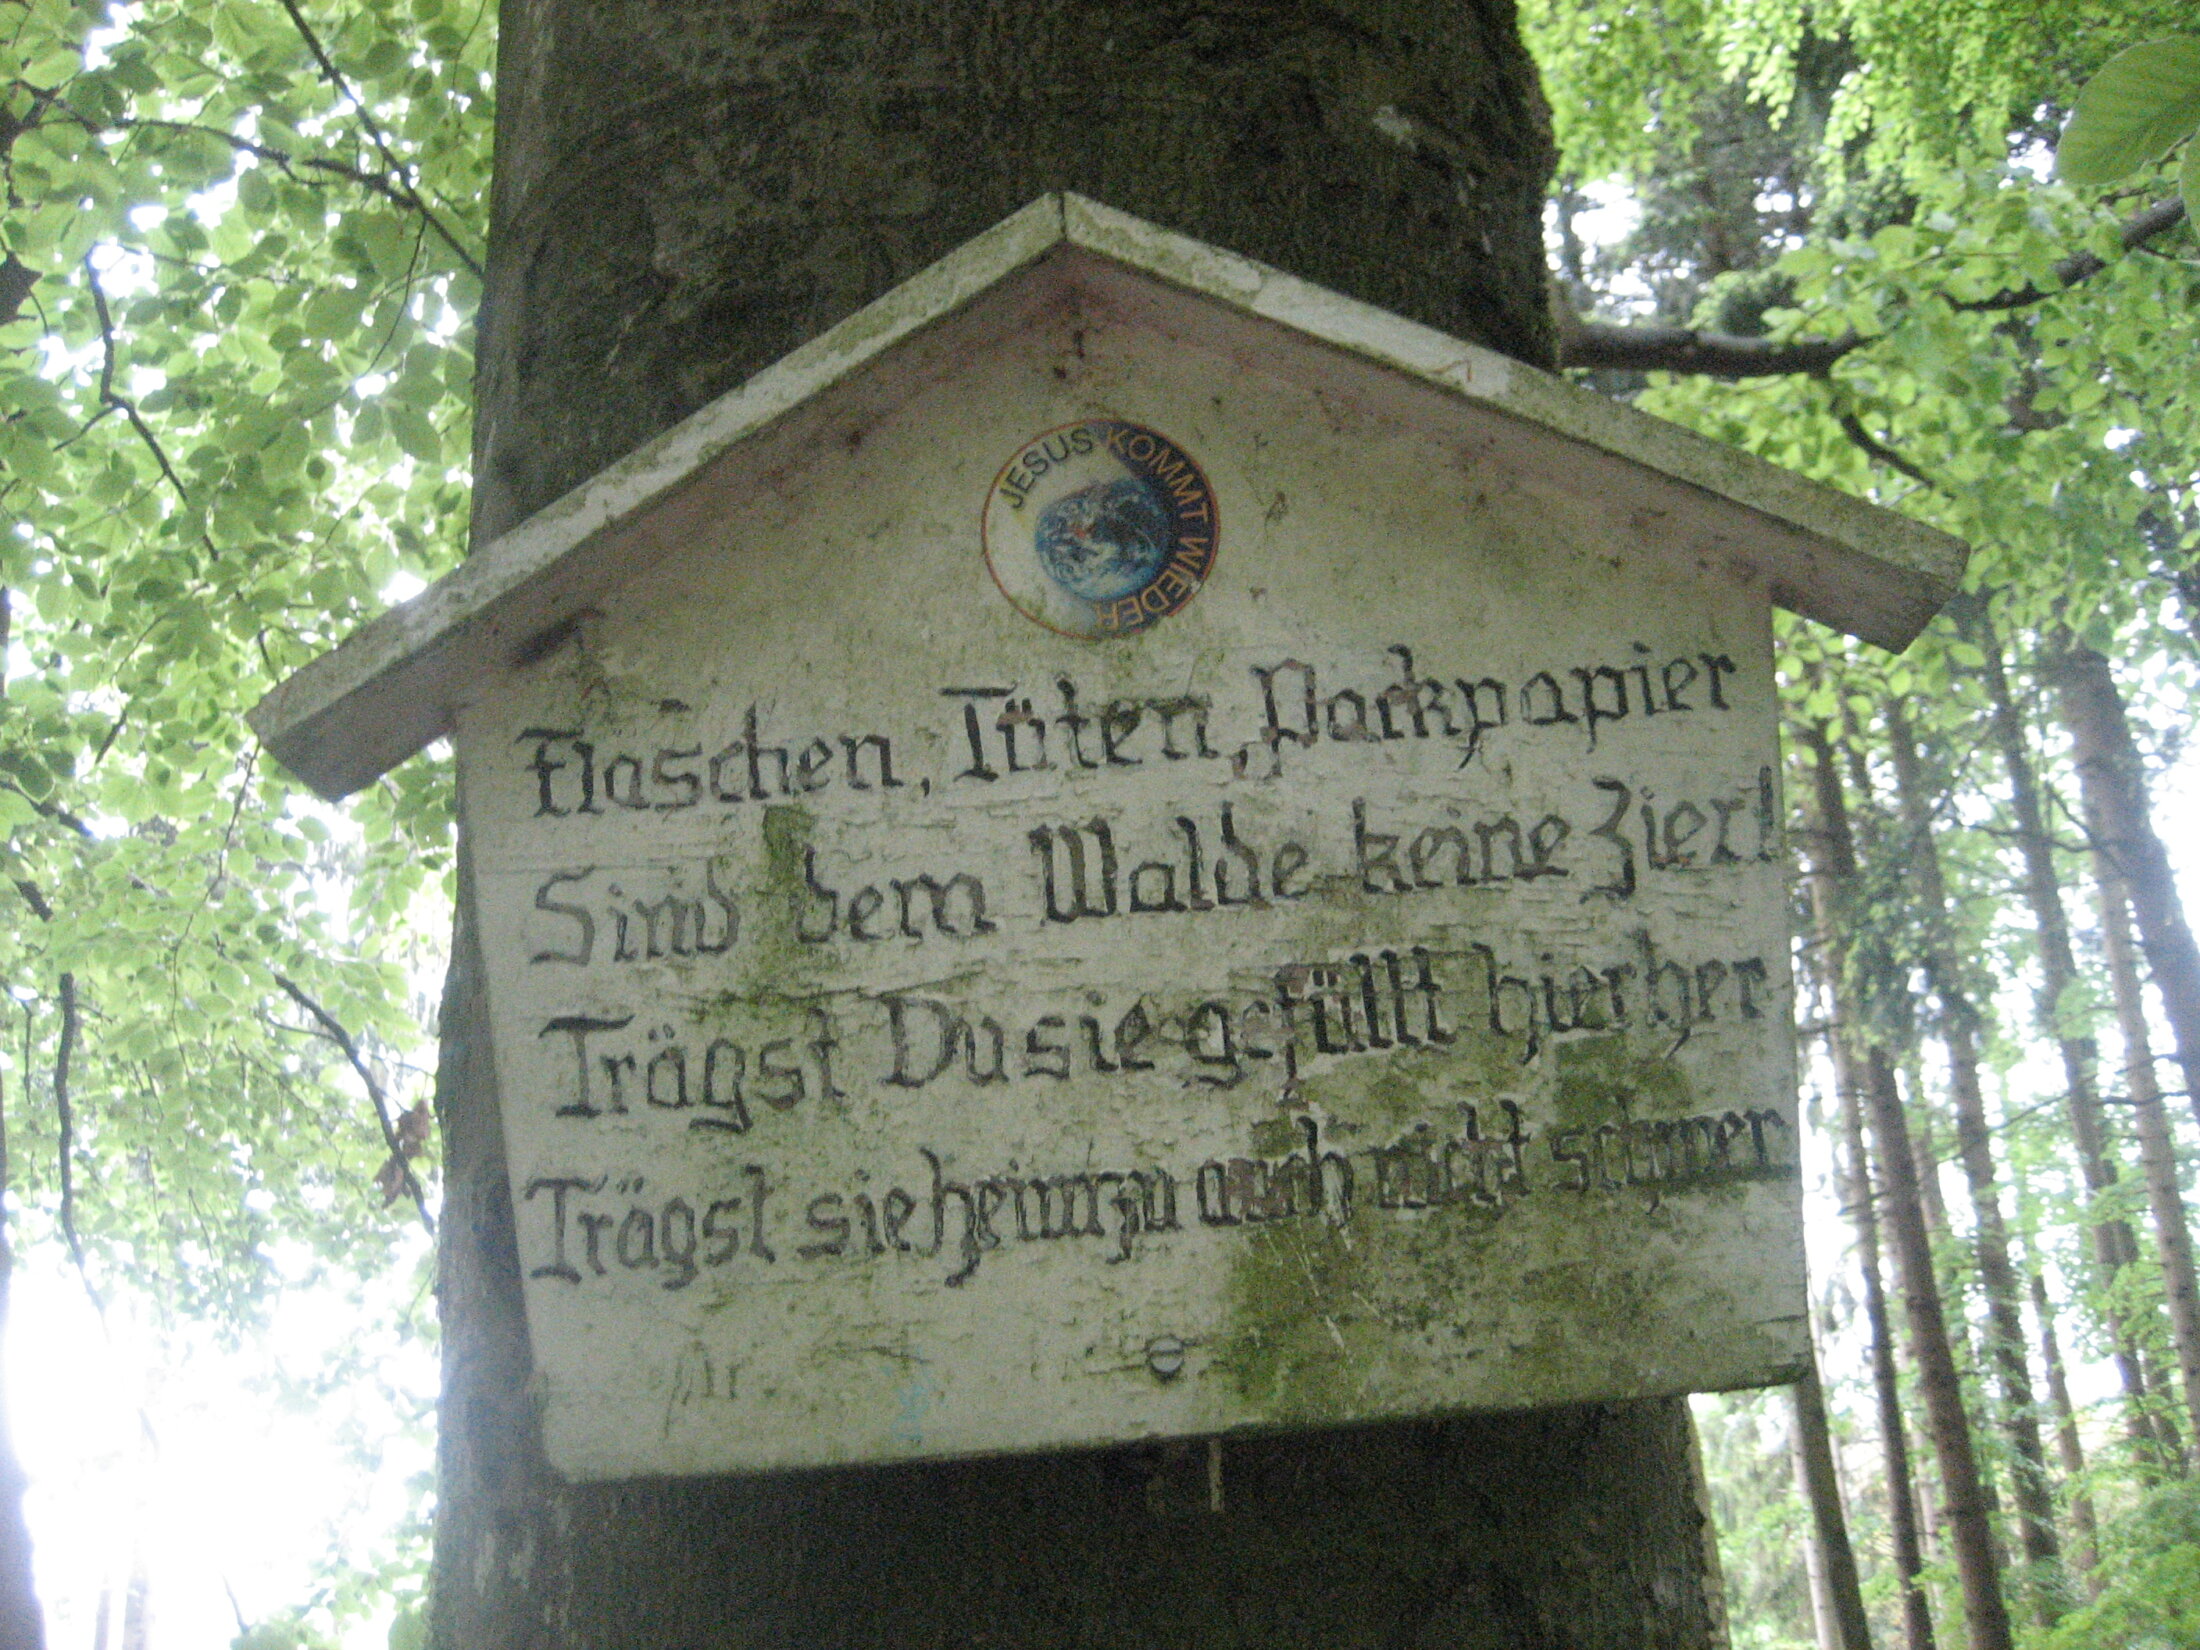 JESUS KOMMT WIEDER
Flaschen, Tüten, Packpapier
Sind dem Walde keine Zier!
Trägst Du sie gefüllt hierher
Trägst sie heimzu auch nicht schwer